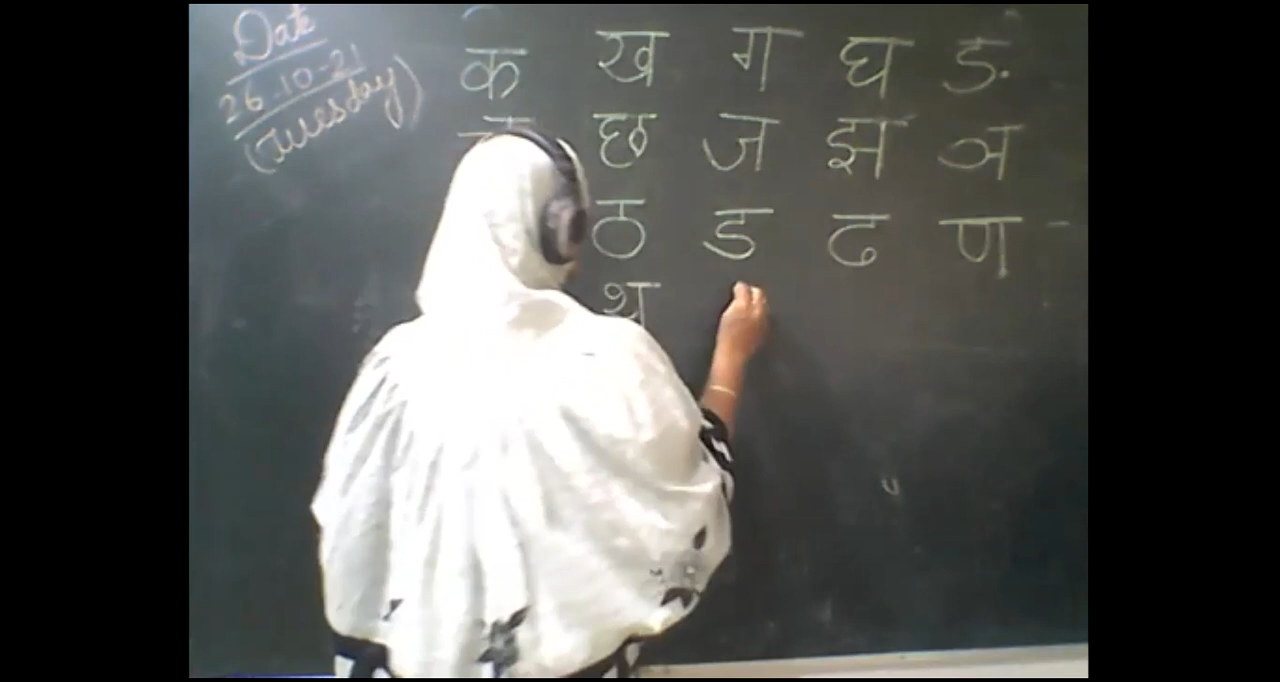 Date
26-10-21
(Tuesday)
क ख ग घ ङ
छ ज झ ञ
ठ ड ढ ण
थ